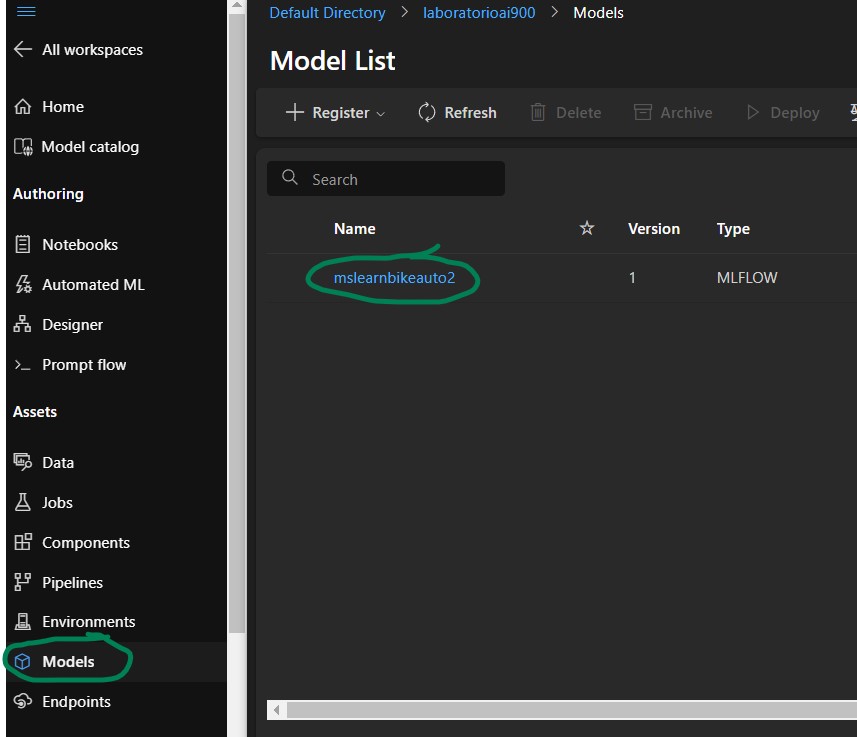 Default Directory > laboratorioai900 > Models
All workspaces
Model List
Home
Register Refresh Delete Archive Deploy
Model catalog
Search
Authoring
Name Version Type
Notebooks
mslearnbikeauto2 1 MLFLOW
Automated ML
Designer
Prompt flow
Assets
Data
Jobs
Components
Pipelines
Environments
Models
Endpoints